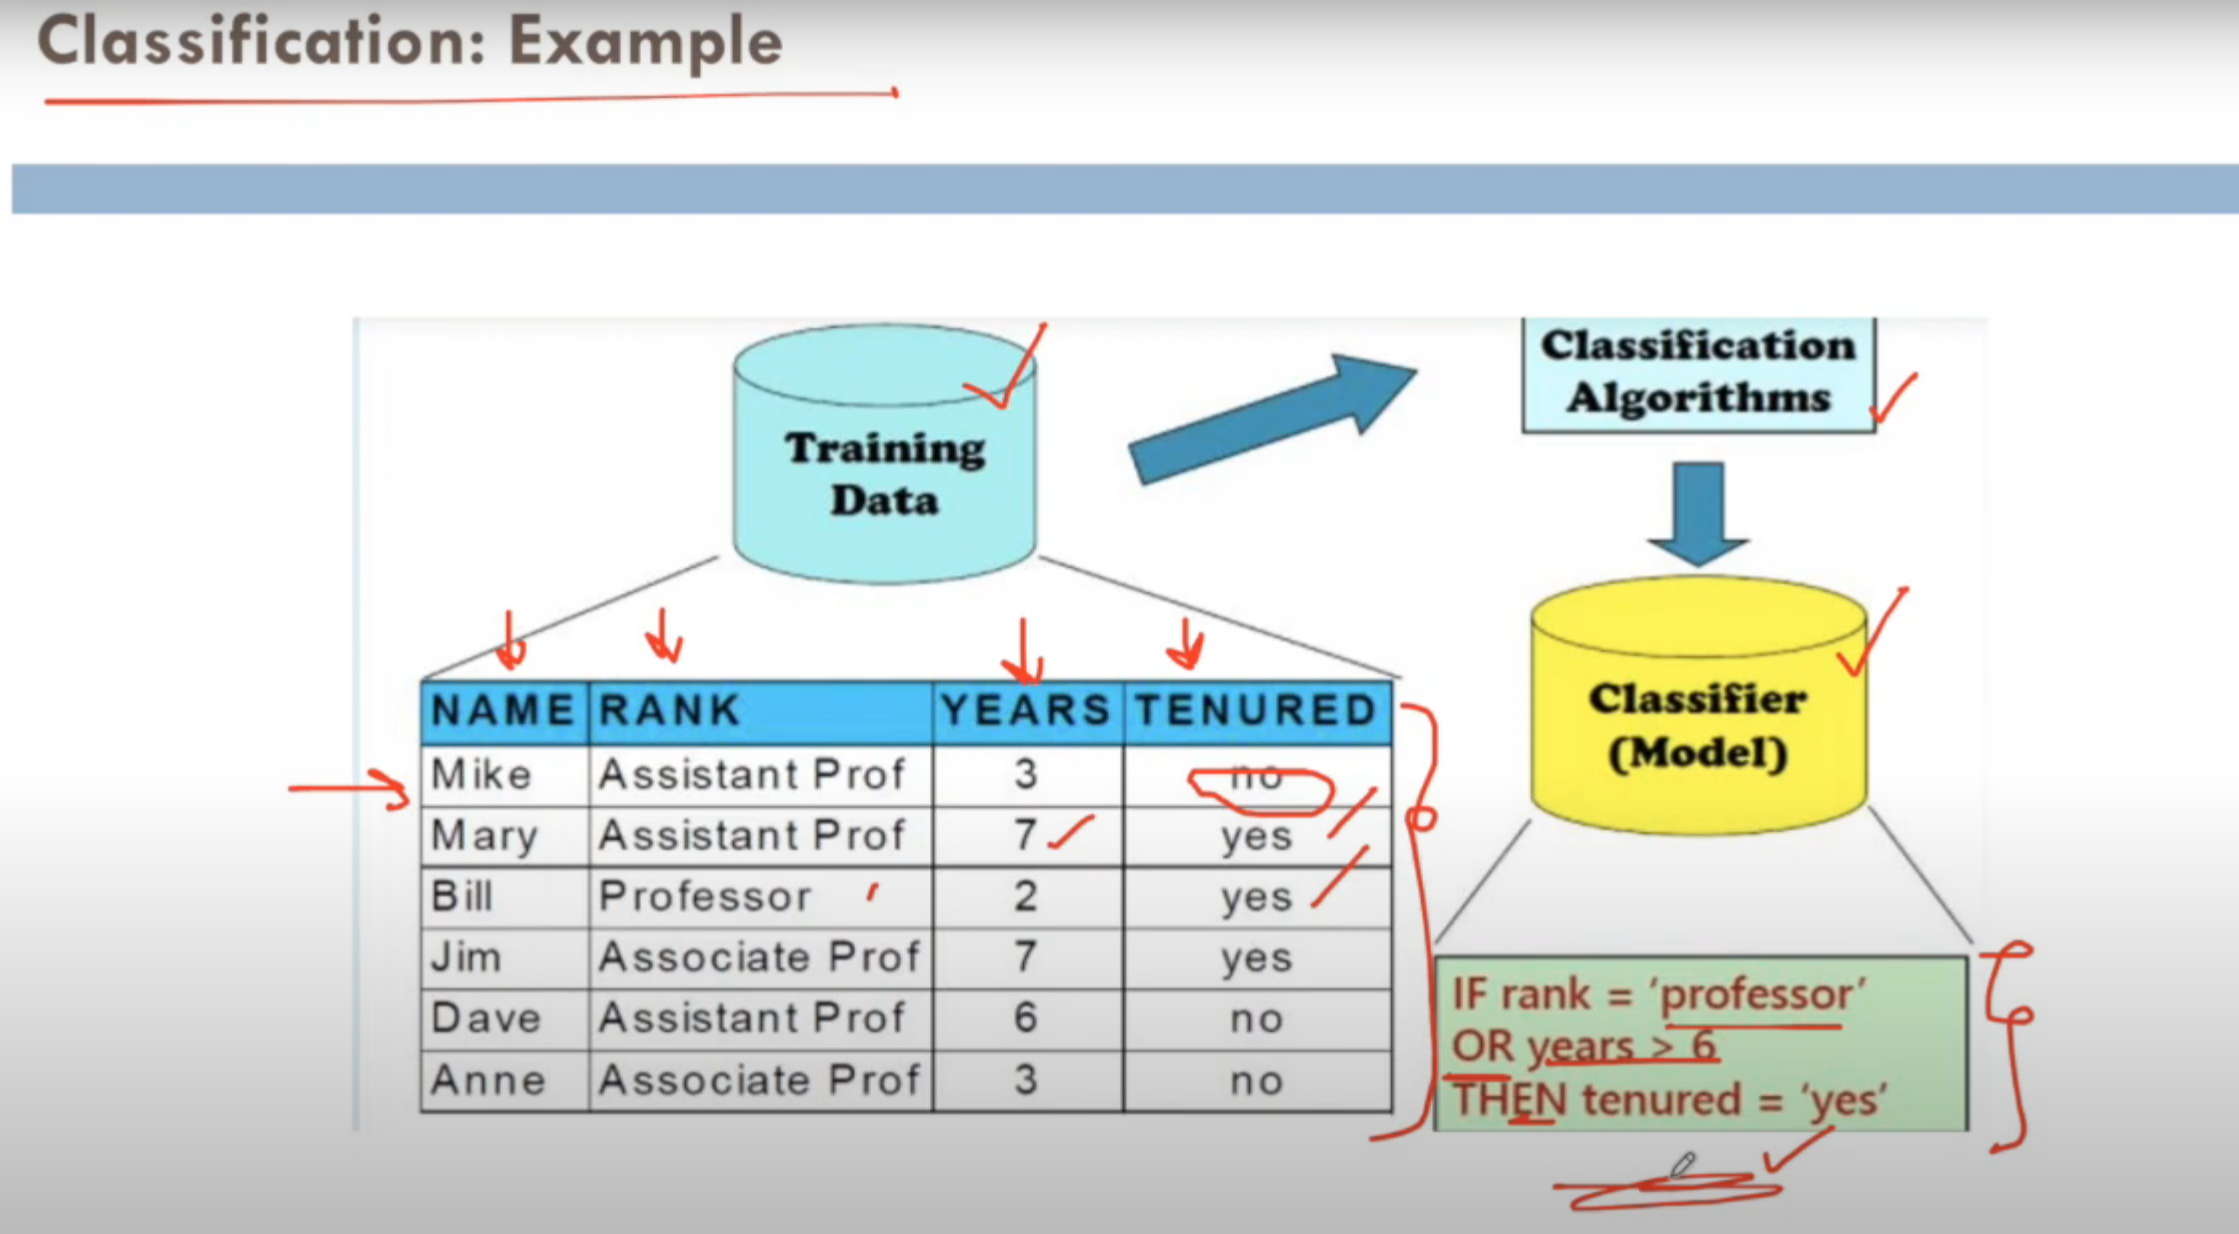 Classification: Example
Training
Data
Classification
Algorithms
Classifier
(Model)
NAME RANK YEARS TENURED
Mike Assistant Prof 3 no
Mary Assistant Prof 7 yes
Bill Professor 2 yes
Jim Associate Prof 7 yes
Dave Assistant Prof 6 no
Anne Associate Prof 3 no
IF rank = ‘professor’
OR years > 6
THEN tenured = ‘yes’